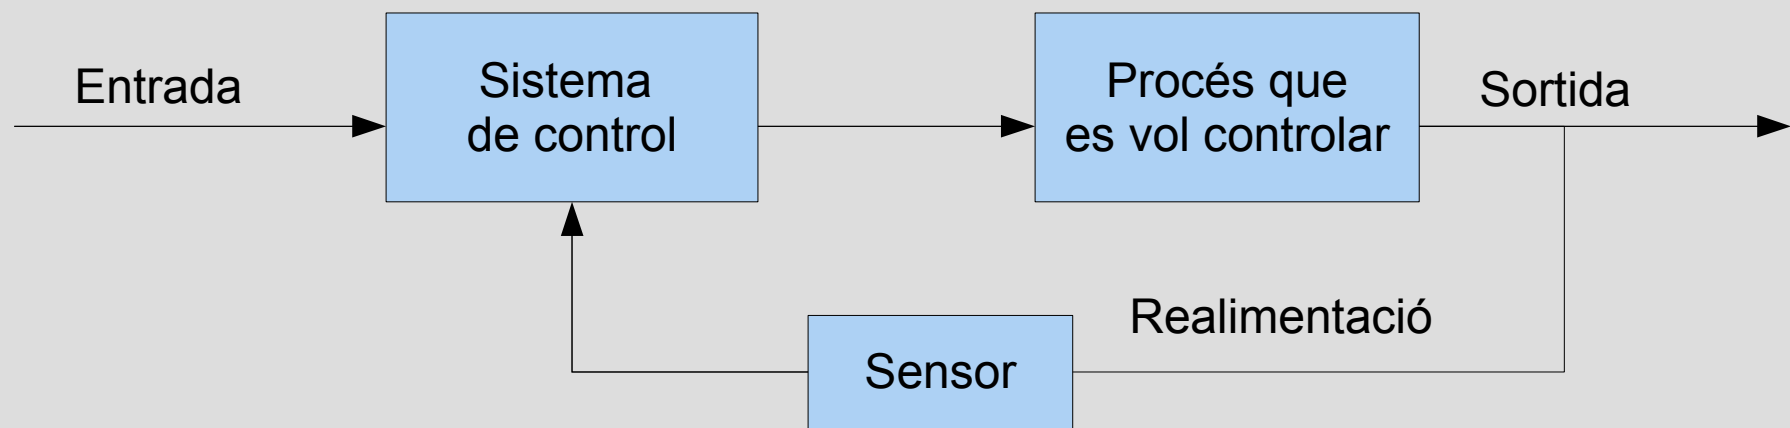 Entrada
Sistema
de control
Procés que
es vol controlar
Sortida
Realimentació
Sensor